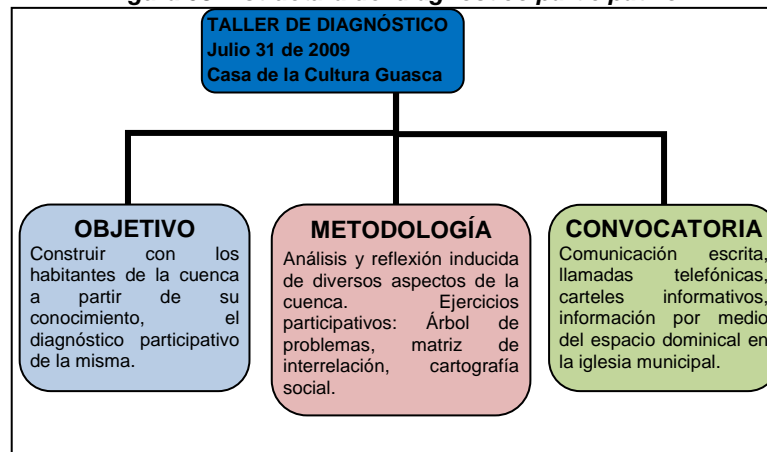 TALLER DE DIAGNÓSTICO
Julio 31 de 2009
Casa de la Cultura Guasca
OBJETIVO
Construir con los
habitantes de la cuenca
a partir de su
conocimiento, el
diagnóstico participativo
de la misma.
METODOLOGÍA
Análisis y reflexión inducida
de diversos aspectos de la
cuenca. Ejercicios
participativos: Árbol de
problemas, matriz de
interrelación, cartografía
social.
CONVOCATORIA
Comunicación escrita,
llamadas telefónicas,
carteles informativos,
información por medio
del espacio dominical en
la iglesia municipal.